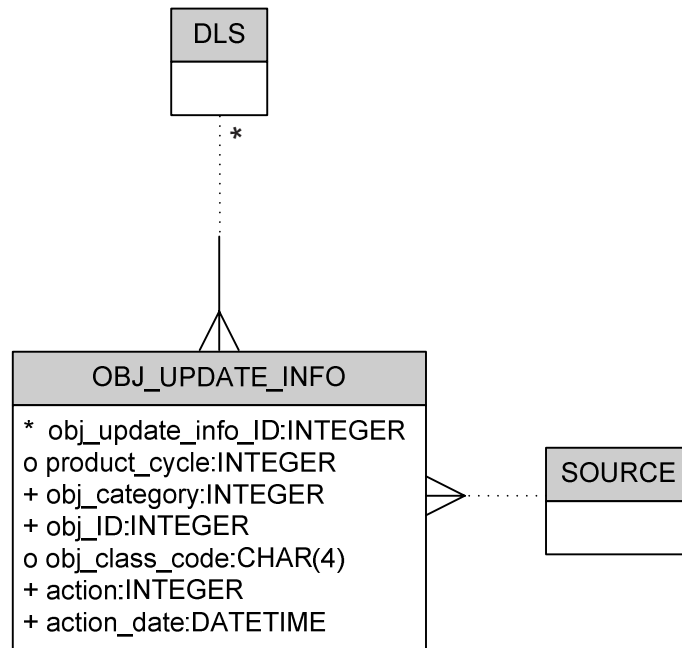 DLS
*
OBJ_UPDATE_INFO
* obj_update_info_ID:INTEGER
o product_cycle:INTEGER
+ obj_category:INTEGER
+ obj_ID:INTEGER
o obj_class_code:CHAR(4)
+ action:INTEGER
+ action_date:DATETIME
SOURCE